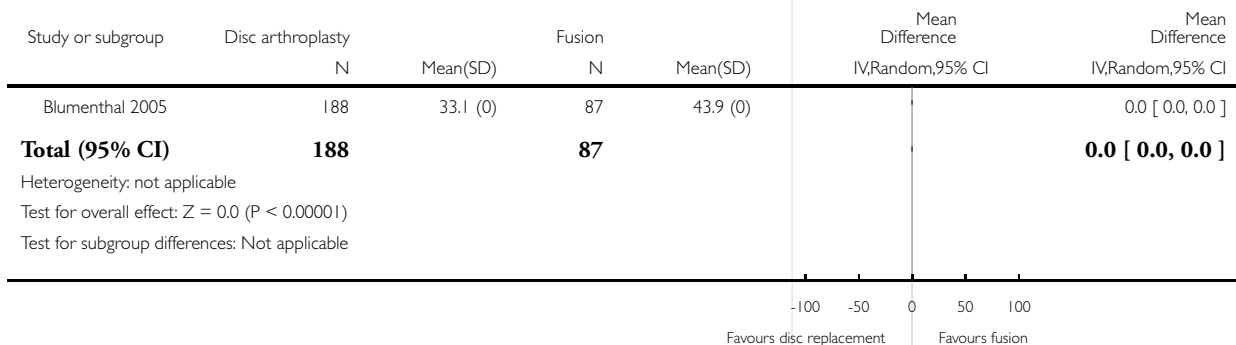 Study or subgroup Disc arthroplasty Fusion Mean Difference Mean Difference
N Mean(SD) N Mean(SD) IV,Random,95% CI IV,Random,95% CI
Blumenthal 2005 188 33.1 (0) 87 43.9 (0) 0.0 [ 0.0, 0.0 ]
Total (95% CI) 188 87 0.0 [ 0.0, 0.0 ]
Heterogeneity: not applicable
Test for overall effect: Z = 0.0 (P < 0.00001)
Test for subgroup differences: Not applicable
-100 -50 0 50 100
Favours disc replacement Favours fusion